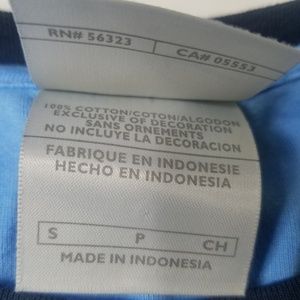 RN# 56323 CA# 05553
100% COTTON/COTON/ALGODON
EXCLUSIVE OF DECORATION
SANS ORNEMENTS
NO INCLUYE LA DECORACION
FABRIQUE EN INDONESIE
HECHO EN INDONESIA
S P CH
MADE IN INDONESIA